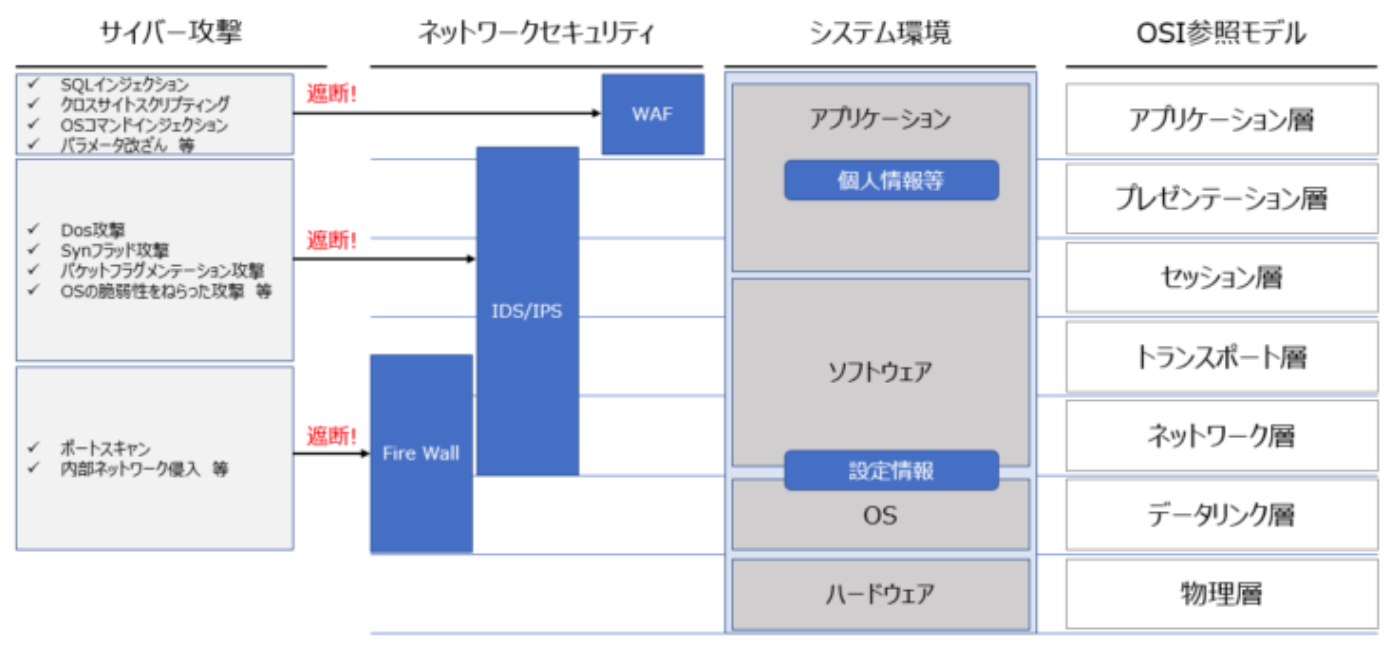 サイバー攻撃
ネットワークセキュリティ
システム環境
OSI参照モデル
✓ SQLインジェクション
✓ クロスサイトスクリプティング
✓ OSコマンドインジェクション
✓ パラメータ改ざん 等
遮断!
WAF
アプリケーション
個人情報等
アプリケーション層
プレゼンテーション層
✓ Dos攻撃
✓ Synフラッド攻撃
✓ パケットフラグメンテーション攻撃
✓ OSの脆弱性をねらった攻撃 等
遮断!
IDS/IPS
セッション層
ソフトウェア
トランスポート層
✓ ポートスキャン
✓ 内部ネットワーク侵入 等
遮断!
Fire Wall
設定情報
ネットワーク層
OS
データリンク層
ハードウェア
物理層